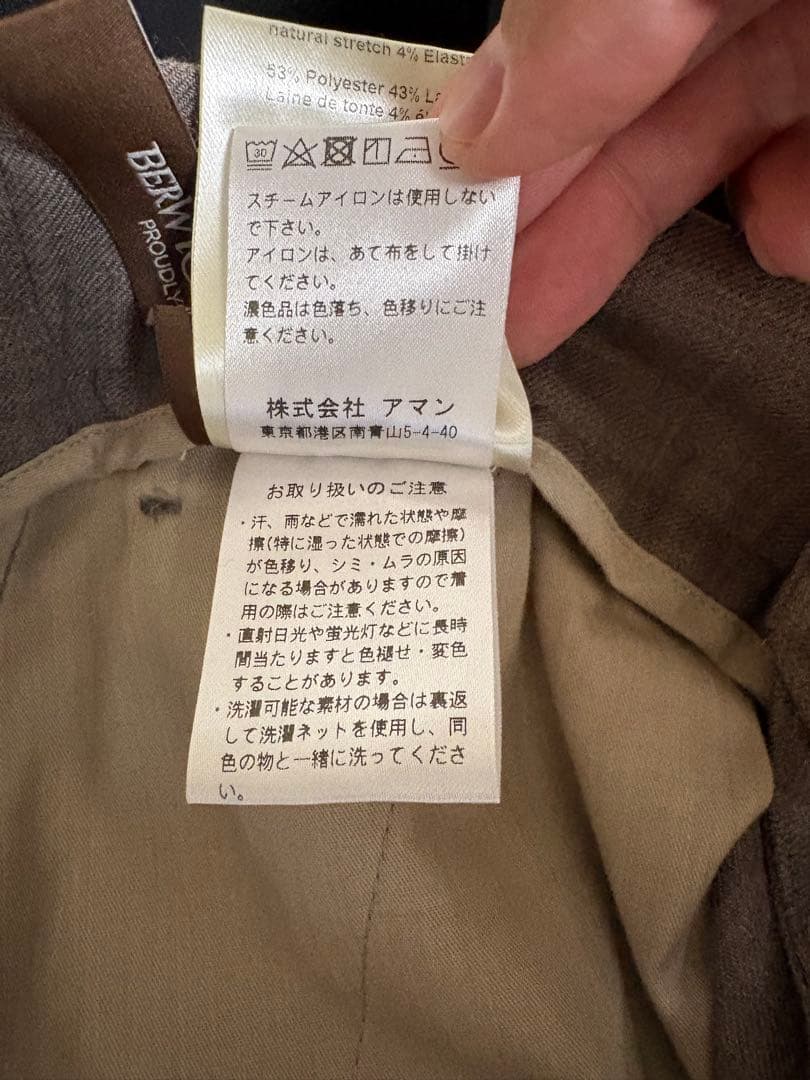 natural stretch 4%
53% Polyester 43%
Laine de tonte 4%
PROUDLY
30
スチームアイロンは使用しない
で下さい。
アイロンは、あて布をして掛け
てください。
濃色品は色落ち、色移りにご注
意ください。
株式会社 アマン
東京都港区南青山5-4-40
お取り扱いのご注意
・汗、雨などで濡れた状態や摩
擦(特に湿った状態での摩擦)
が色移り、シミ・ムラの原因
になる場合がありますので着
用の際はご注意ください。
・直射日光や蛍光灯などに長時
間当たりますと色褪せ・変色
することがあります。
・洗濯可能な素材の場合は裏返
して洗濯ネットを使用し、同
色の物と一緒に洗ってくださ
い。